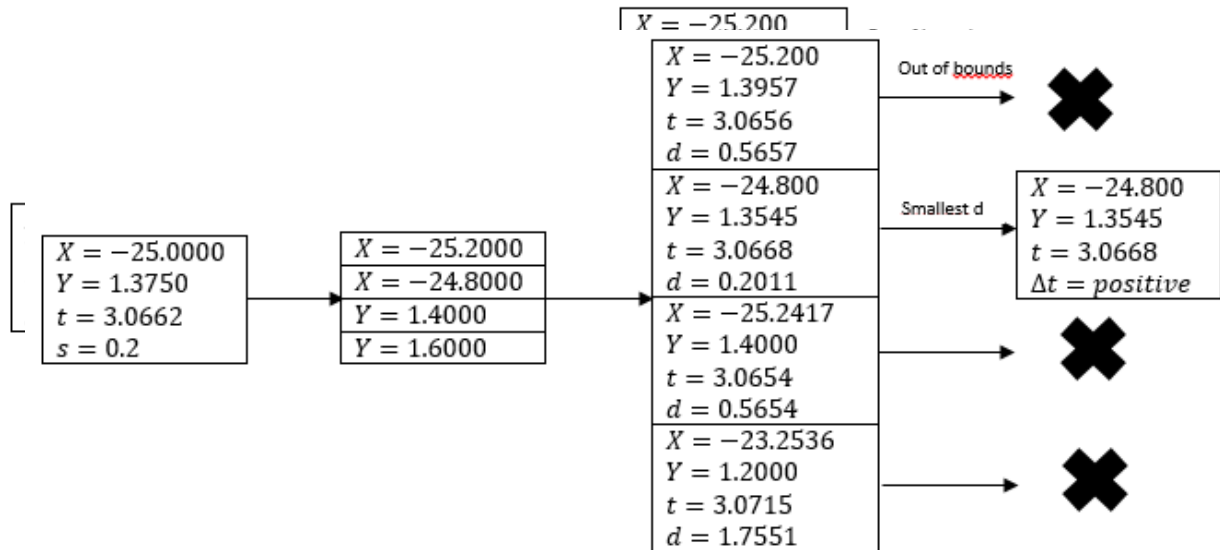 X = −25.200
X = −25.200
Y = 1.3957
t = 3.0656
d = 0.5657
Out of bounds
X = −24.800
Y = 1.3545
t = 3.0668
d = 0.2011
Smallest d
X = −24.800
Y = 1.3545
t = 3.0668
Δt = positive
X = −25.0000
Y = 1.3750
t = 3.0662
s = 0.2
X = −25.2000
X = −24.8000
Y = 1.4000
Y = 1.6000
X = −25.2417
Y = 1.4000
t = 3.0654
d = 0.5654
X = −23.2536
Y = 1.2000
t = 3.0715
d = 1.7551